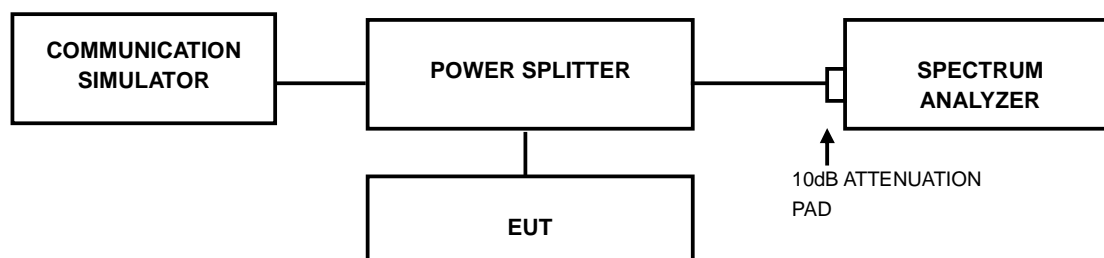 COMMUNICATION
SIMULATOR
POWER SPLITTER
SPECTRUM
ANALYZER
10dB ATTENUATION
PAD
EUT